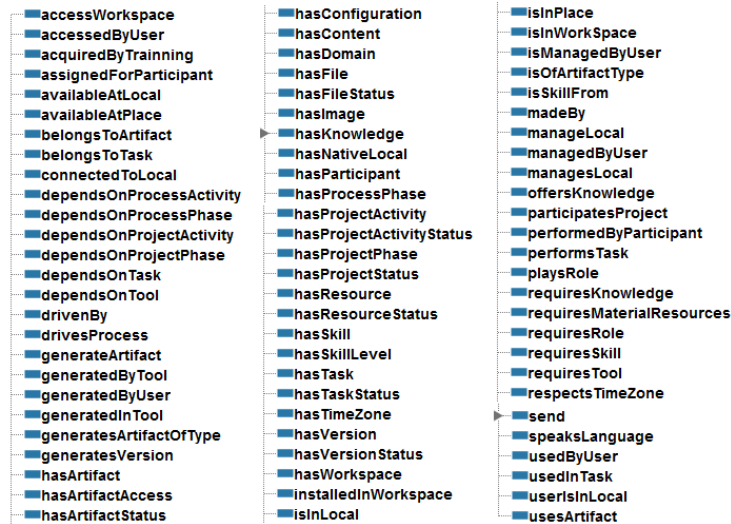 accessWorkspace
accessedByUser
acquiredByTrainning
assignedForParticipant
availableAtLocal
availableAtPlace
belongsToArtifact
belongsToTask
connectedToLocal
dependsOnProcessActivity
dependsOnProcessPhase
dependsOnProjectActivity
dependsOnProjectPhase
dependsOnTask
dependsOnTool
drivenBy
drivesProcess
generateArtifact
generatedByTool
generatedByUser
generatedInTool
generatesArtifactOfType
generatesVersion
hasArtifact
hasArtifactAccess
hasArtifactStatus
hasConfiguration
hasContent
hasDomain
hasFile
hasFileStatus
hasImage
hasKnowledge
hasNativeLocal
hasParticipant
hasProcessPhase
hasProjectActivity
hasProjectActivityStatus
hasProjectPhase
hasProjectStatus
hasResource
hasResourceStatus
hasSkill
hasSkillLevel
hasTask
hasTaskStatus
hasTimeZone
hasVersion
hasVersionStatus
hasWorkspace
installedInWorkspace
isInLocal
isInPlace
isInWorkSpace
isManagedByUser
isOfArtifactType
isSkillFrom
madeBy
manageLocal
managedByUser
managesLocal
offersKnowledge
participatesProject
performedByParticipant
performsTask
playsRole
requiresKnowledge
requiresMaterialResources
requiresRole
requiresSkill
requiresTool
respectsTimeZone
send
speaksLanguage
usedByUser
usedInTask
userIsInLocal
usesArtifact